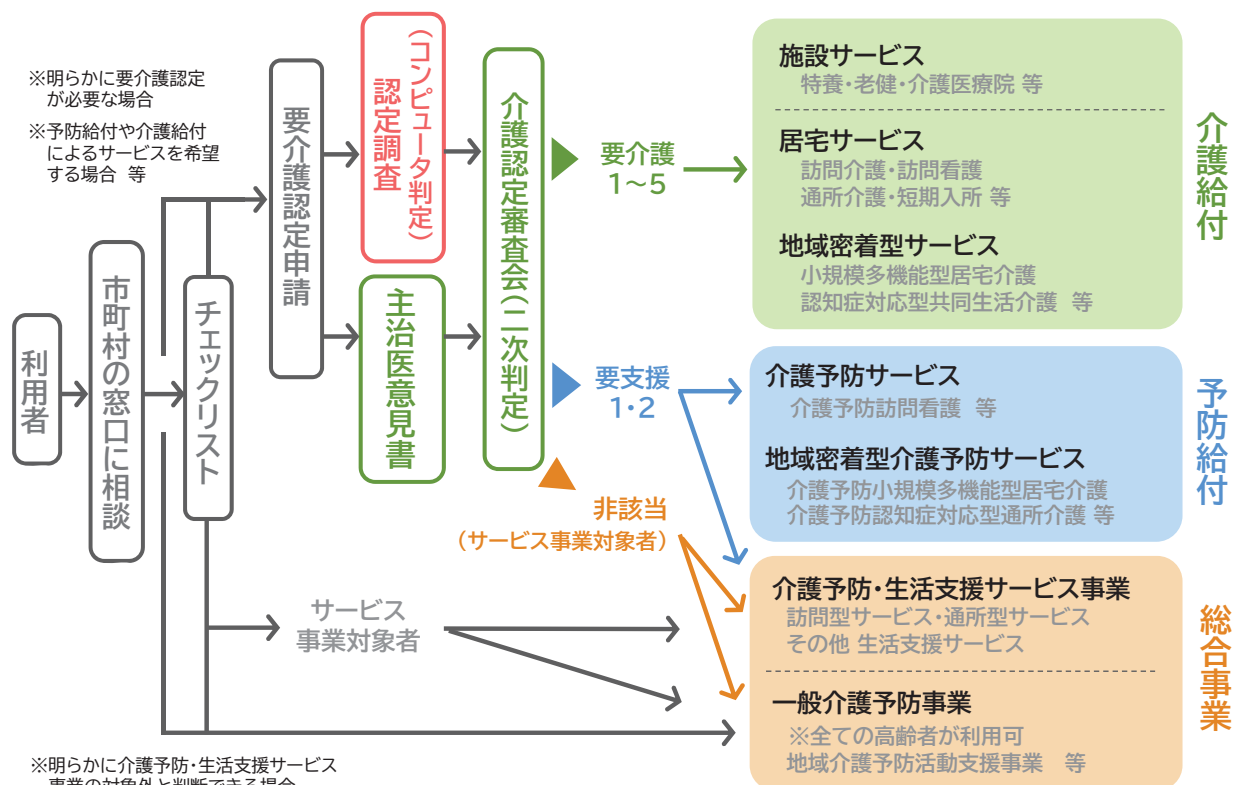 ※明らかに要介護認定
が必要な場合
※予防給付や介護給付
によるサービスを希望
する場合 等
利用者
市町村の窓口に相談
チェックリスト
要介護認定申請
認定調査
(コンピュータ判定)
主治医意見書
介護認定審査会(二次判定)
要介護
1〜5
要支援
1・2
非該当
(サービス事業対象者)
サービス
事業対象者
施設サービス
特養・老健・介護医療院 等
居宅サービス
訪問介護・訪問看護
通所介護・短期入所 等
地域密着型サービス
小規模多機能型居宅介護
認知症対応型共同生活介護 等
介護給付
介護予防サービス
介護予防訪問看護 等
地域密着型介護予防サービス
介護予防小規模多機能型居宅介護
介護予防認知症対応型通所介護 等
予防給付
介護予防・生活支援サービス事業
訪問型サービス・通所型サービス
その他 生活支援サービス
一般介護予防事業
※全ての高齢者が利用可
地域介護予防活動支援事業 等
総合事業
※明らかに介護予防・生活支援サービス
事業の対象外と判断できる場合